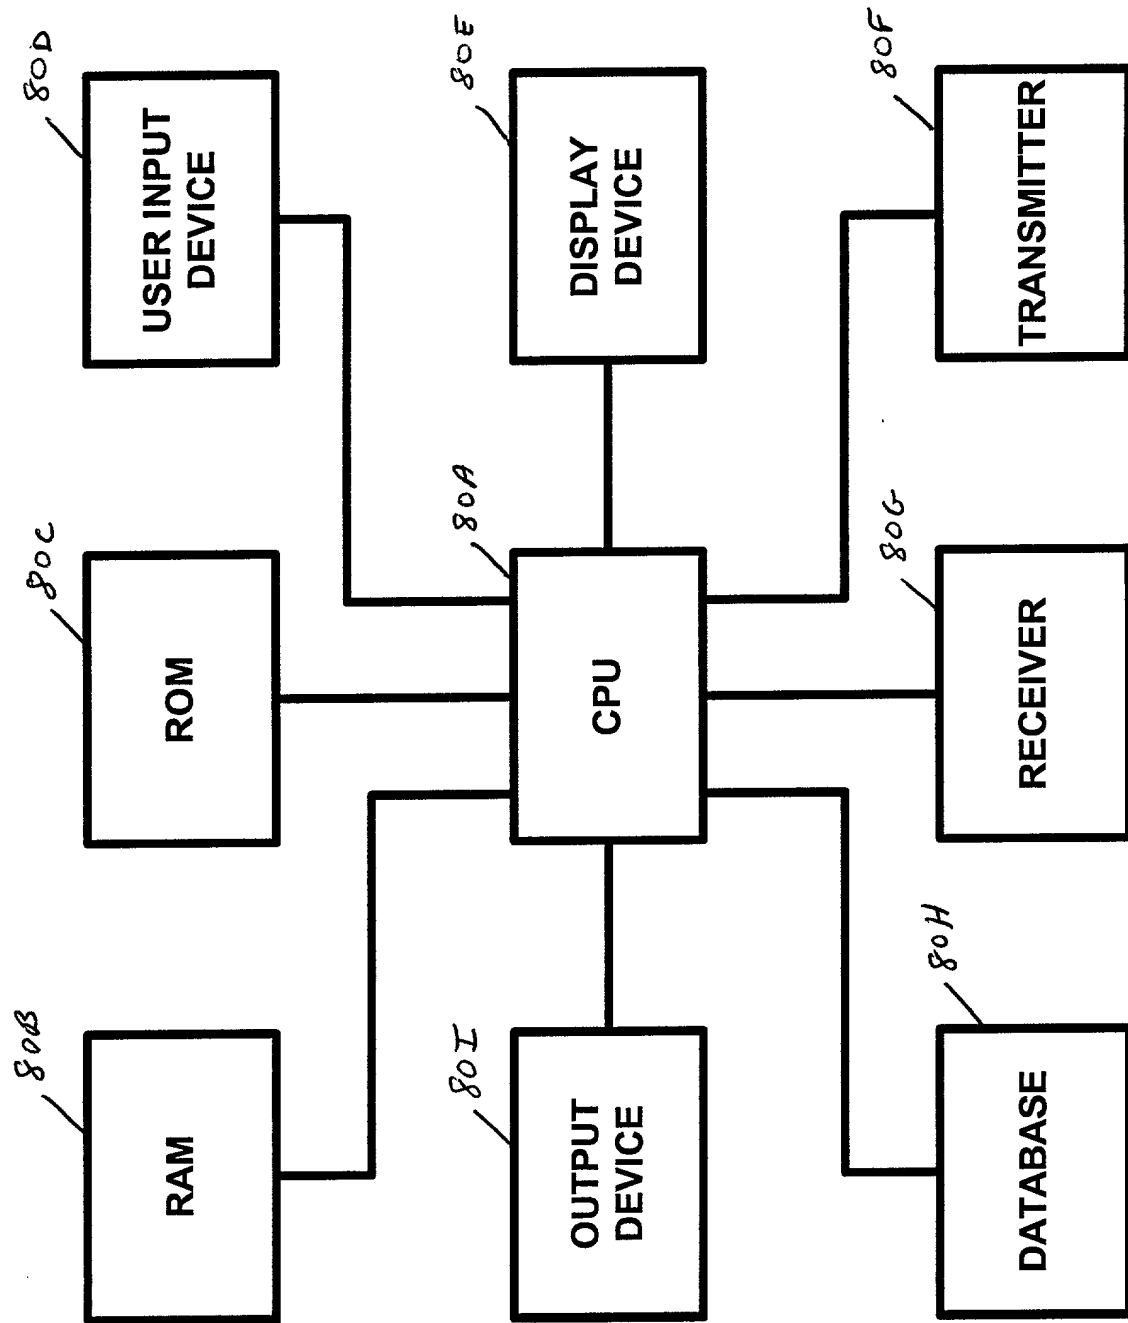 80B
RAM
80C
ROM
80D
USER INPUT
DEVICE
80I
OUTPUT
DEVICE
80A
CPU
80E
DISPLAY
DEVICE
80H
DATABASE
80G
RECEIVER
80F
TRANSMITTER